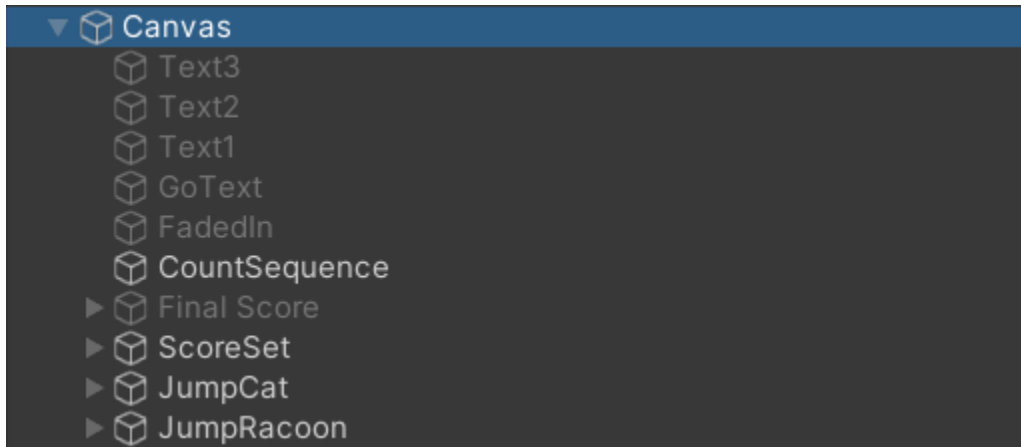 Canvas
Text3
Text2
Text1
GoText
FadedIn
CountSequence
Final Score
ScoreSet
JumpCat
JumpRacoon